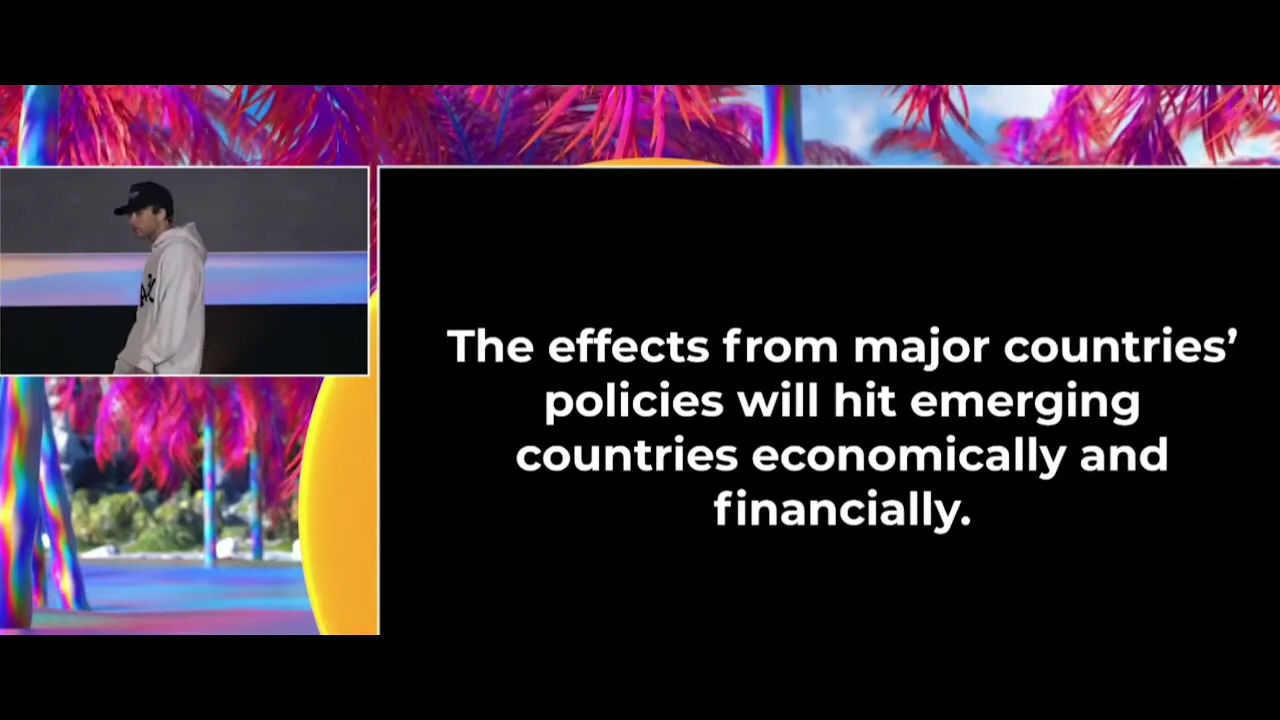 The effects from major countries’
policies will hit emerging
countries economically and
financially.